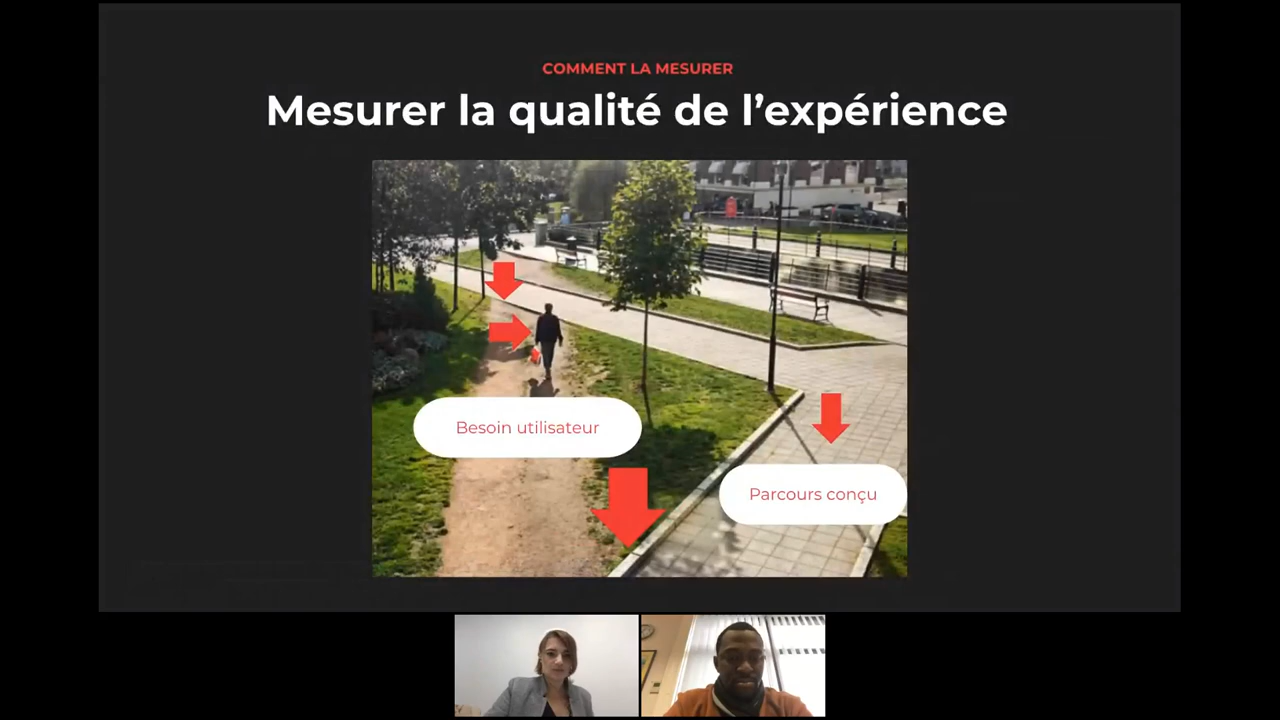 COMMENT LA MESURER
Mesurer la qualité de l’expérience
Besoin utilisateur
Parcours conçu